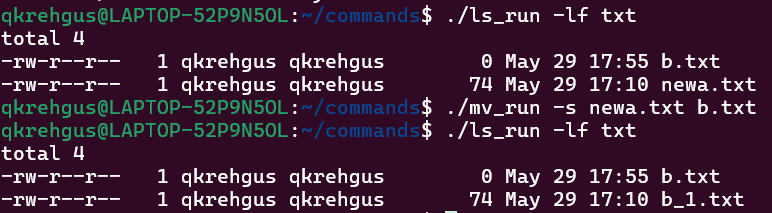 qkrehgus@LAPTOP-52P9N5OL:~/commands$ ./ls_run -lf txt
total 4
-rw-r--r--   1 qkrehgus qkrehgus        0 May 29 17:55 b.txt
-rw-r--r--   1 qkrehgus qkrehgus       74 May 29 17:10 newa.txt
qkrehgus@LAPTOP-52P9N5OL:~/commands$ ./mv_run -s newa.txt b.txt
qkrehgus@LAPTOP-52P9N5OL:~/commands$ ./ls_run -lf txt
total 4
-rw-r--r--   1 qkrehgus qkrehgus        0 May 29 17:55 b.txt
-rw-r--r--   1 qkrehgus qkrehgus       74 May 29 17:10 b_1.txt